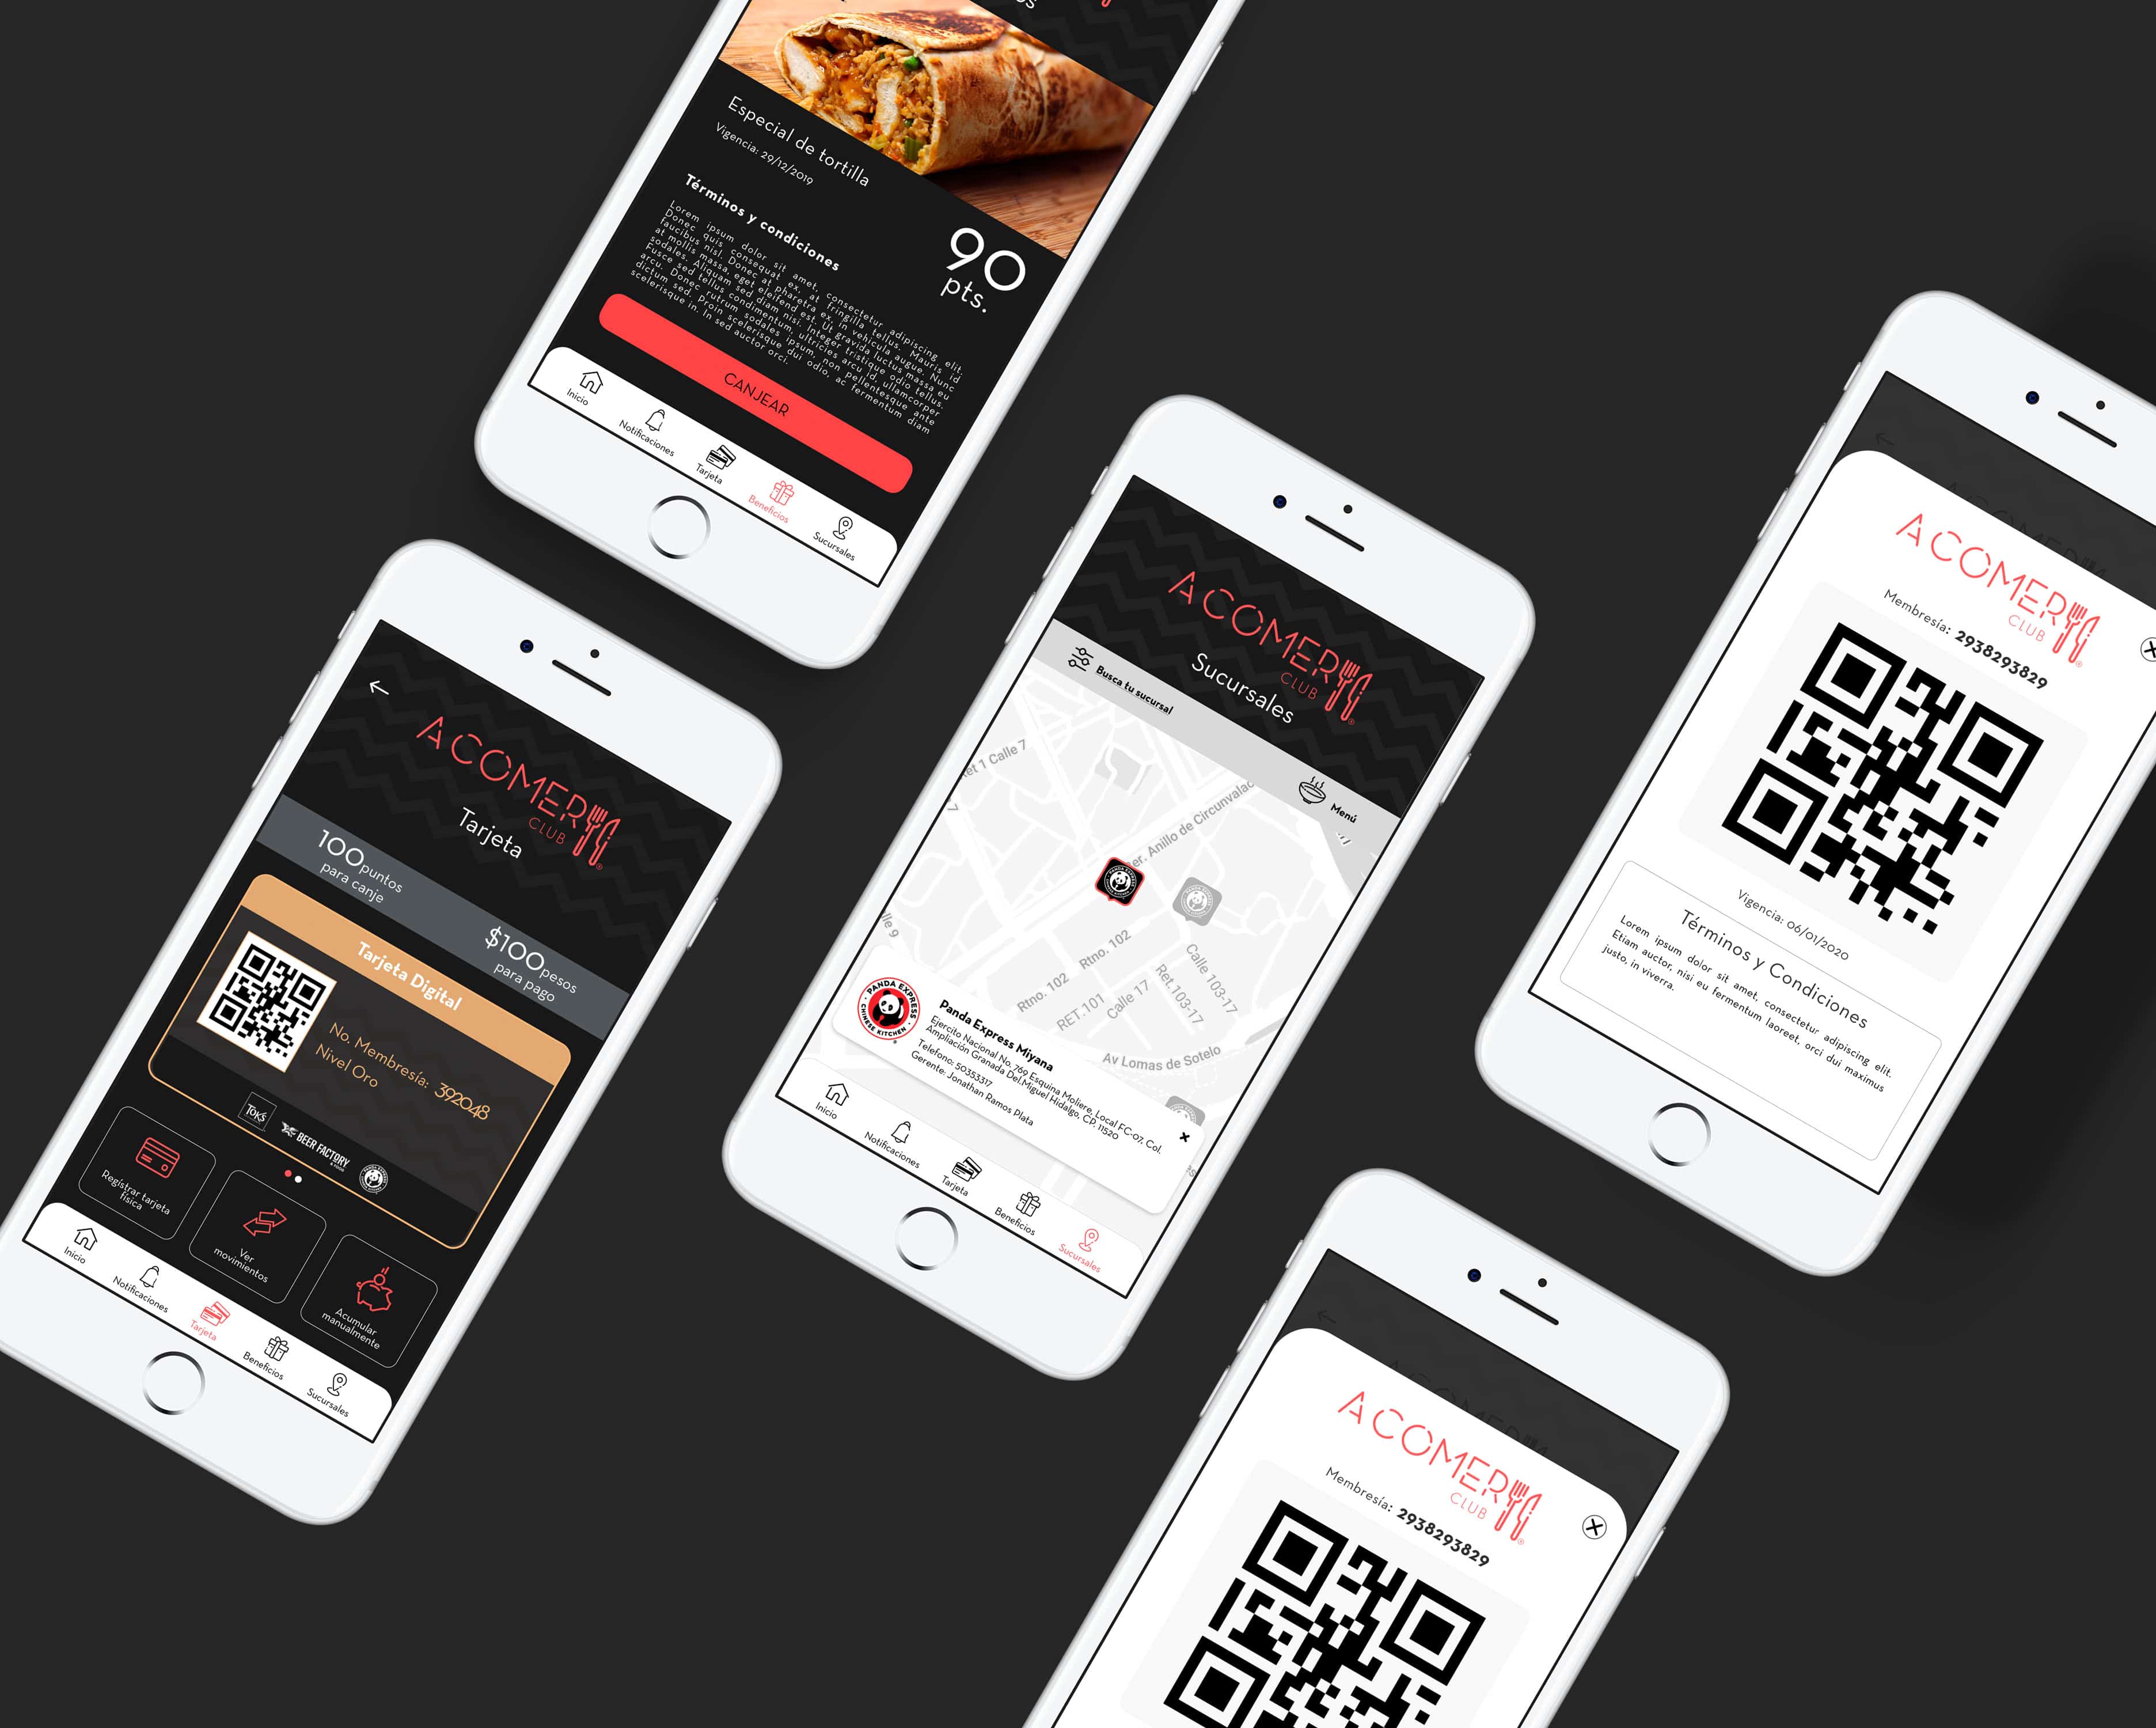 Especial de tortilla
Vigencia: 29/12/2019
90
pts.
Términos y condiciones
Lorem ipsum dolor sit amet, consectetur adipiscing elit.
Donec quis consequat ex, at fringilla tellus. Mauris id
faucibus nisl. Donec at pharetra ex, in vehicula augue. Nunc
at mollis massa, eget eleifend est. Ut gravida luctus massa eu
sodales. Aliquam sed diam nisi. Integer tristique odio tellus.
Fusce sed tellus condimentum, ultricies arcu id, ullamcorper
arcu. Donec rutrum sodales ipsum, non pellentesque ante
dictum sed. Proin scelerisque dui odio, ac fermentum diam
scelerisque in. In sed auctor orci.
CANJEAR
Inicio
Notificaciones
Tarjeta
Beneficios
Sucursales
A COMER
CLUB
Tarjeta
100 puntos
para canje
$100 pesos
para pago
Tarjeta Digital
No. Membresía: 392048
Nivel Oro
TOKS
BEER FACTORY
& FOOD
Registrar tarjeta
física
Ver
movimientos
Acumular
manualmente
Inicio
Notificaciones
Tarjeta
Beneficios
Sucursales
A COMER
CLUB
Sucursales
Busca tu sucursal
Menú
Ret 1 Calle 7
7
er. Anillo de Circunvalac
lle 9
Rtno. 102
Rtno. 102
RET.101
Calle 17
Ret.103-17
Calle 103-17
Av Lomas de Sotelo
PANDA EXPRESS
CHINESE KITCHEN
Panda Express Miyana
Ejercito Nacional No. 769 Esquina Moliere, Local FC-07, Col.
Ampliación Granada Del.Miguel Hidalgo, CP. 11520
Telefono: 50353317
Gerente: Jonathan Ramos Plata
Inicio
Notificaciones
Tarjeta
Beneficios
Sucursales
A COMER
CLUB
Membresía: 2938293829
Vigencia: 06/01/2020
Términos y Condiciones
Lorem ipsum dolor sit amet, consectetur adipiscing elit.
Etiam auctor, nisi eu fermentum laoreet, orci dui maximus
justo, in viverra.
A COMER
CLUB
Membresía: 2938293829